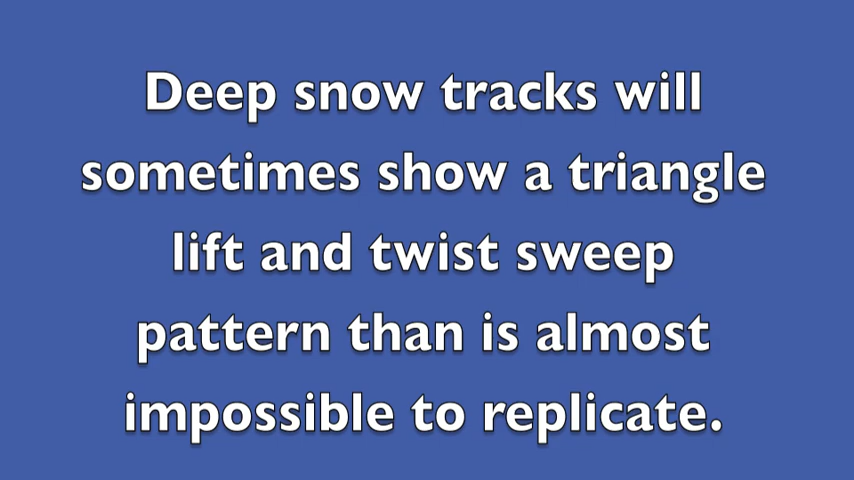 Deep snow tracks will
sometimes show a triangle
lift and twist sweep
pattern than is almost
impossible to replicate.